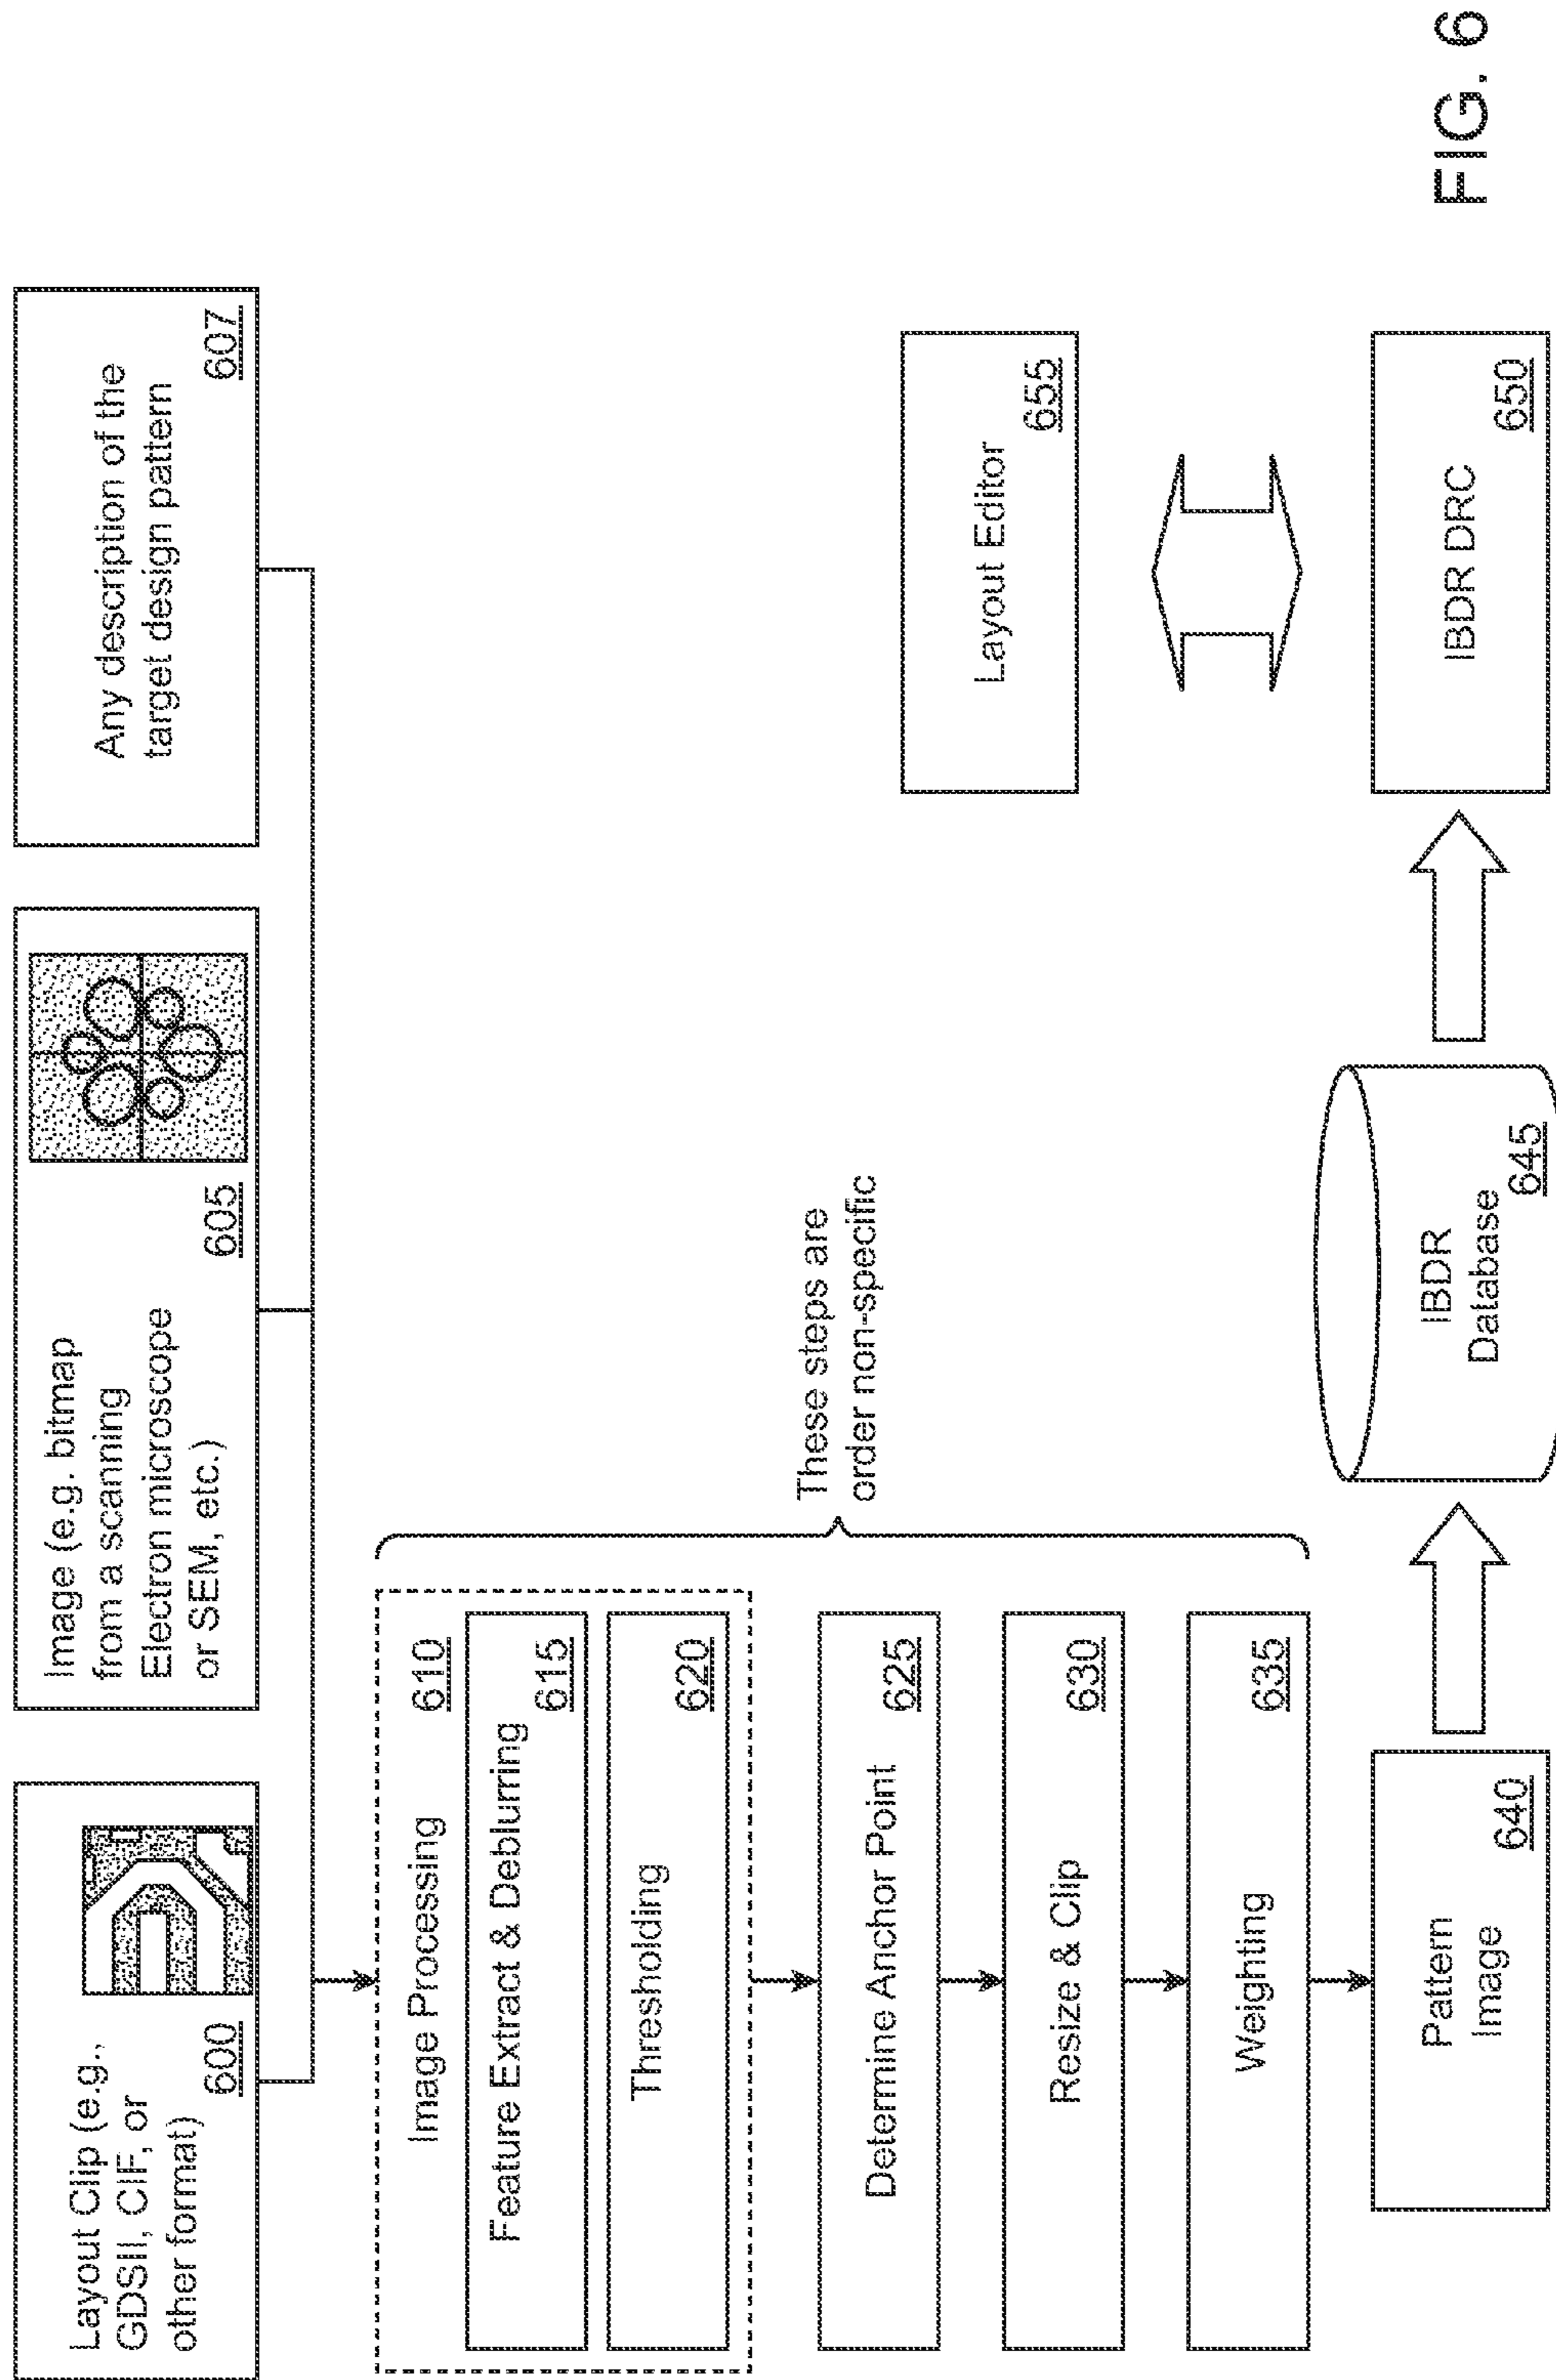 Layout Clip (e.g.,
GDSII, CIF, or
other format)
600
Image (e.g. bitmap
from a scanning
Electron microscope
or SEM, etc.)
605
Any description of the
target design pattern
607
Image Processing
610
Feature Extract & Deblurring
615
Thresholding
620
Determine Anchor Point
625
Resize & Clip
630
Weighting
635
These steps are
order non-specific
Pattern
Image
640
IBDR
Database
645
Layout Editor
655
IBDR DRC
650
FIG. 6